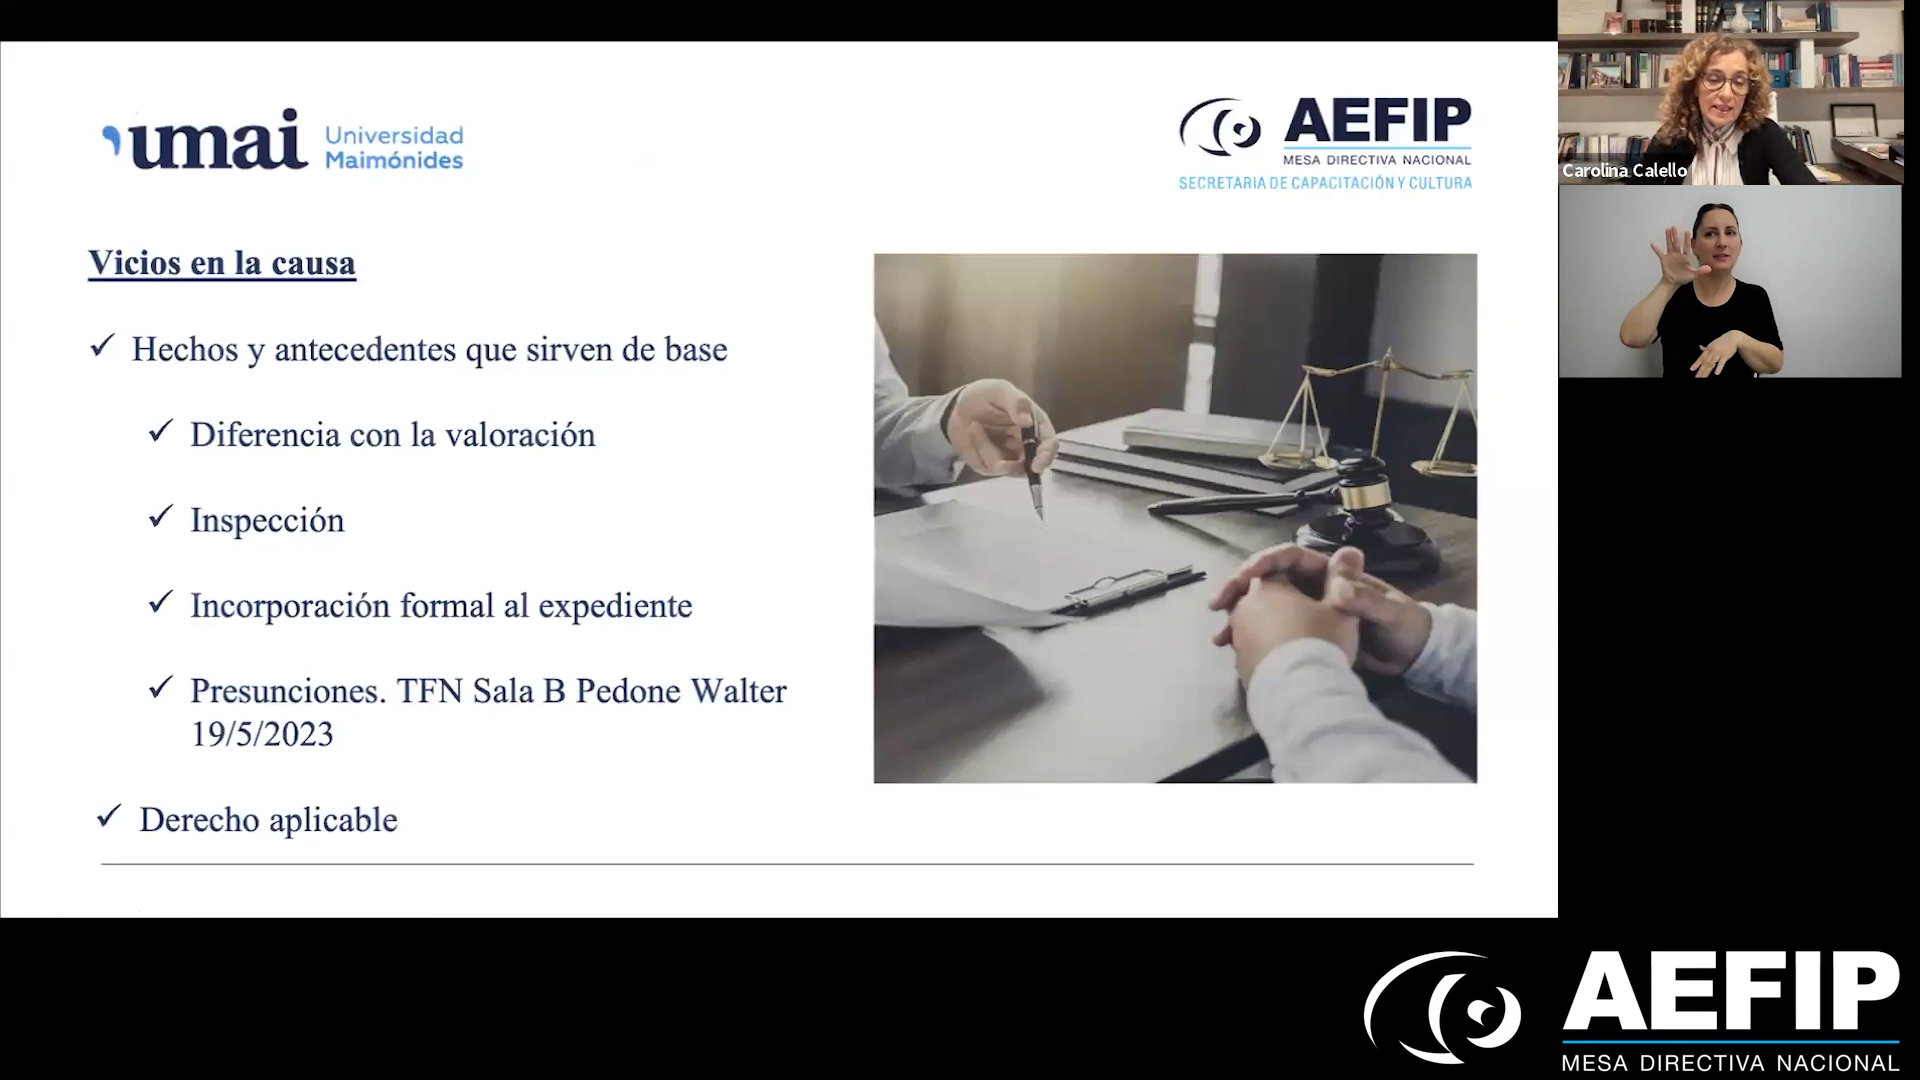 umai Universidad
Maimónides
AEFIP
MESA DIRECTIVA NACIONAL
SECRETARIA DE CAPACITACIÓN Y CULTURA
Vicios en la causa
✓ Hechos y antecedentes que sirven de base
✓ Diferencia con la valoración
✓ Inspección
✓ Incorporación formal al expediente
✓ Presunciones. TFN Sala B Pedone Walter
19/5/2023
✓ Derecho aplicable
Carolina Calello
AEFIP
MESA DIRECTIVA NACIONAL